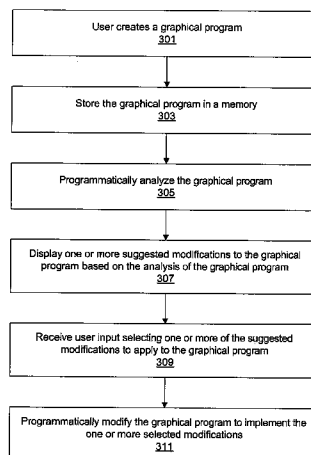 User creates a graphical program
301
Store the graphical program in a memory
303
Programmatically analyze the graphical program
305
Display one or more suggested modifications to the graphical
program based on the analysis of the graphical program
307
Receive user input selecting one or more of the suggested
modifications to apply to the graphical program
309
Programmatically modify the graphical program to implement the
one or more selected modifications
311